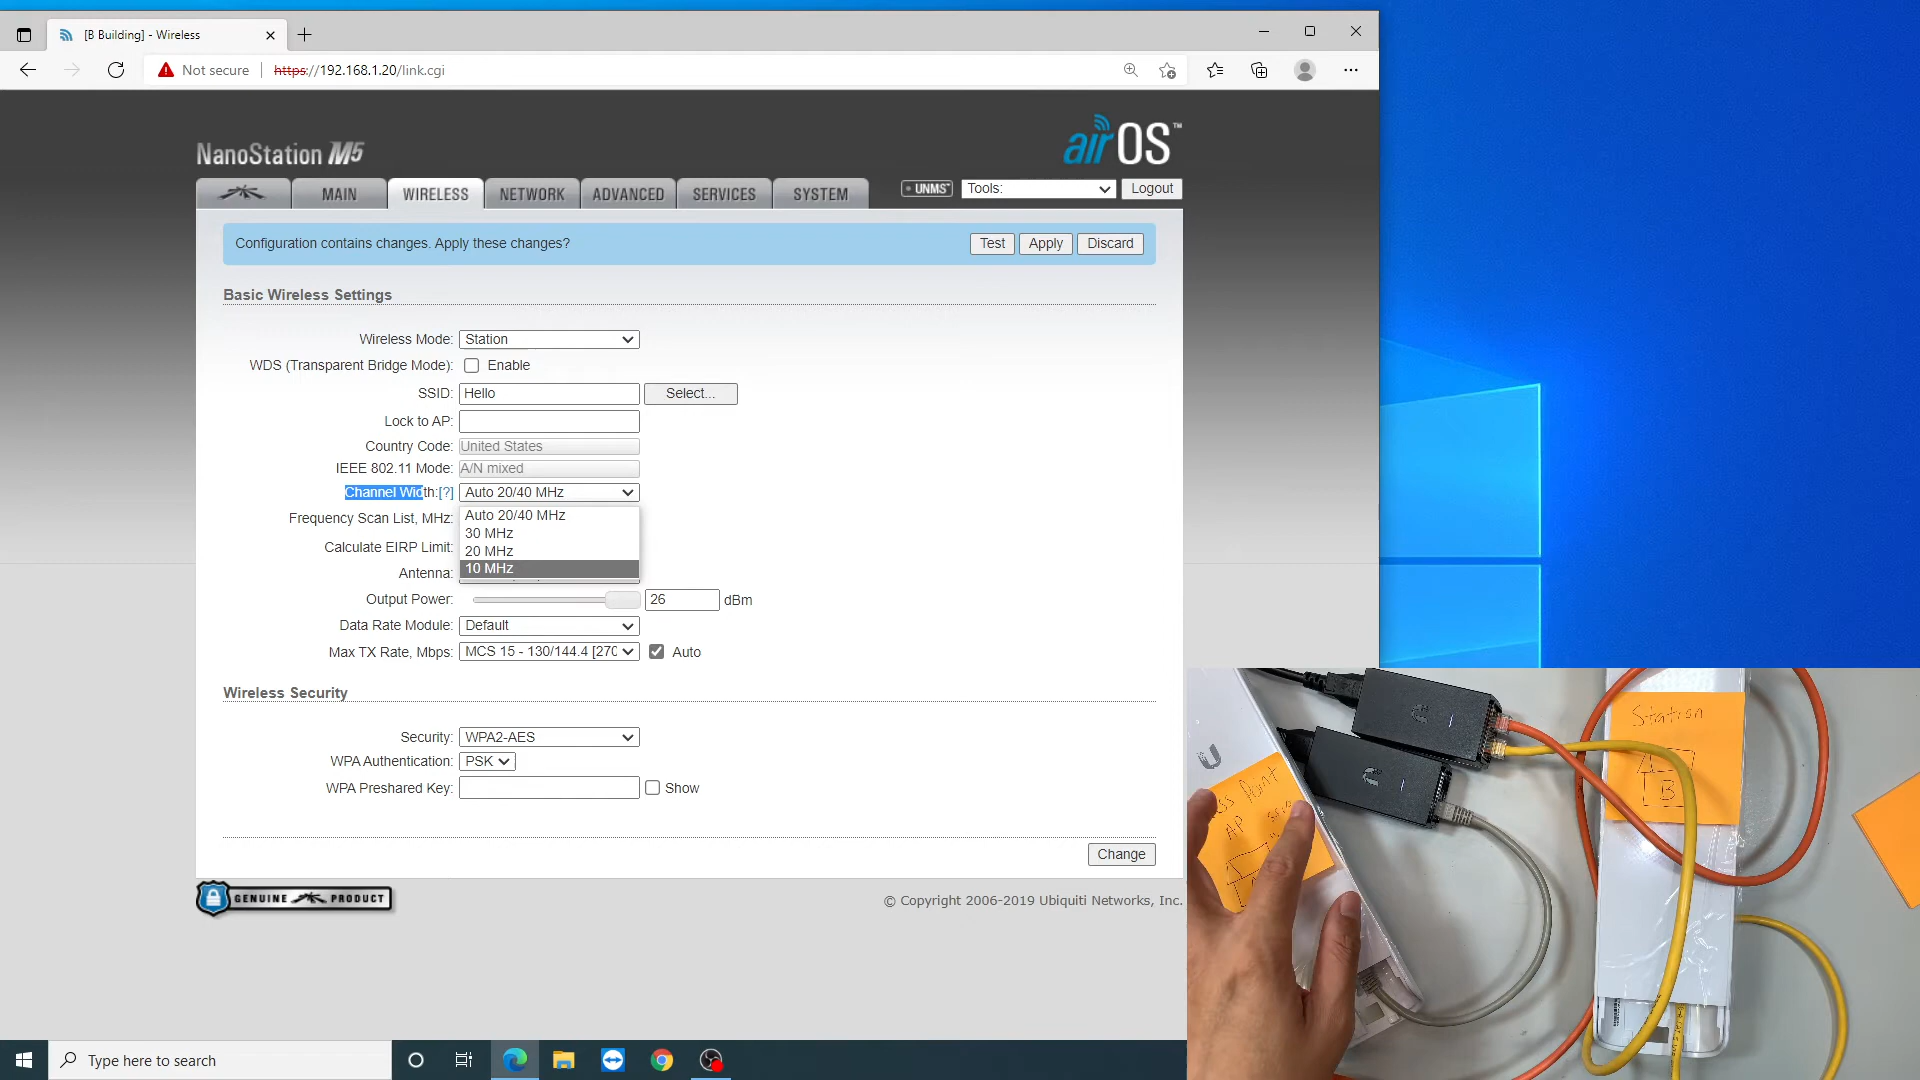 [B Building] - Wireless
Not secure
https://192.168.1.20/link.cgi
NanoStation M5
airOS™
MAIN
WIRELESS
NETWORK
ADVANCED
SERVICES
SYSTEM
UNMS™
Tools:
Logout
Configuration contains changes. Apply these changes?
Test
Apply
Discard
Basic Wireless Settings
Wireless Mode: Station
WDS (Transparent Bridge Mode): Enable
SSID: Hello Select...
Lock to AP:
Country Code: United States
IEEE 802.11 Mode: A/N mixed
Channel Width:[?] Auto 20/40 MHz
Auto 20/40 MHz
Frequency Scan List, MHz:
30 MHz
20 MHz
Calculate EIRP Limit:
10 MHz
Antenna:
Output Power: 26 dBm
Data Rate Module: Default
Max TX Rate, Mbps: MCS 15 - 130/144.4 [270 Auto
Wireless Security
Security: WPA2-AES
WPA Authentication: PSK
WPA Preshared Key: Show
Change
GENUINE PRODUCT
© Copyright 2006-2019 Ubiquiti Networks, Inc.
Station
B
AP
Type here to search